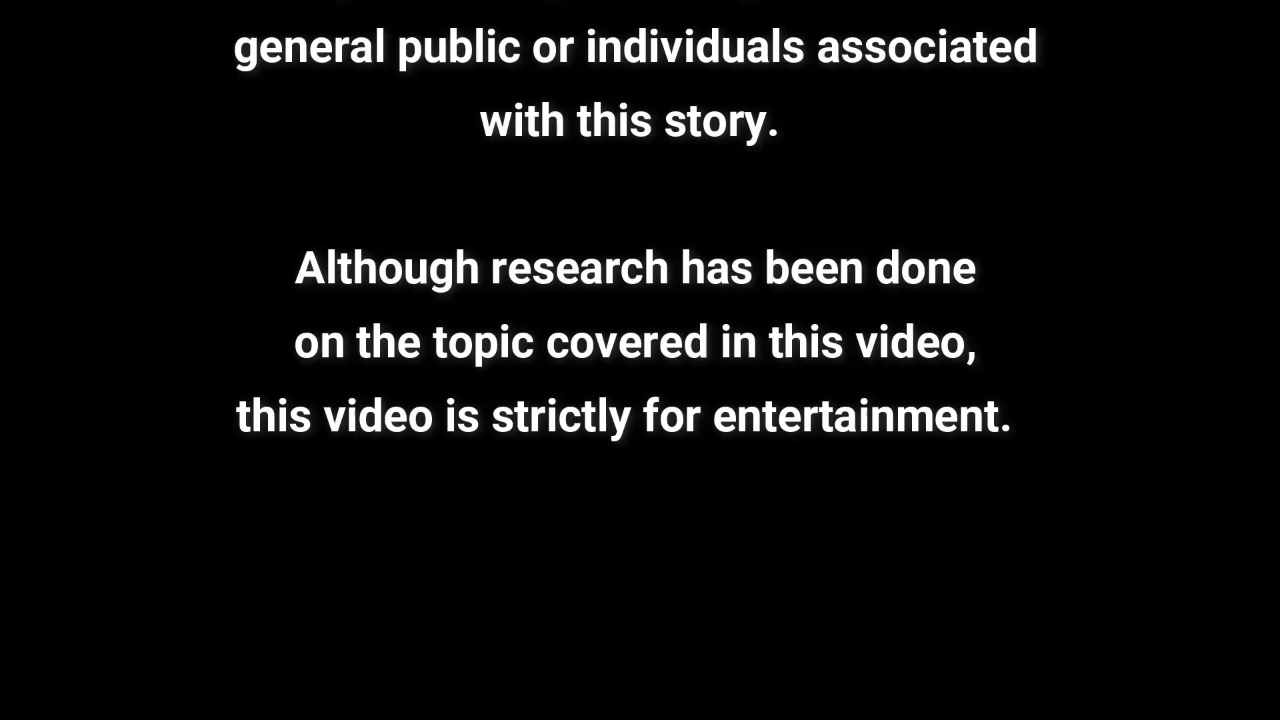 general public or individuals associated
with this story.
Although research has been done
on the topic covered in this video,
this video is strictly for entertainment.